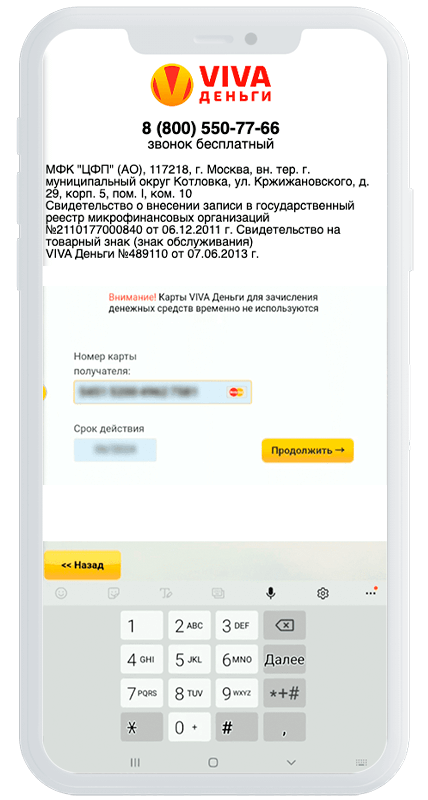 VIVA
ДЕНЬГИ
8 (800) 550-77-66
звонок бесплатный
МФК "ЦФП" (АО), 117218, г. Москва, вн. тер. г.
муниципальный округ Котловка, ул. Кржижановского, д.
29, корп. 5, пом. I, ком. 10
Свидетельство о внесении записи в государственный
реестр микрофинансовых организаций
№2110177000840 от 06.12.2011 г. Свидетельство на
товарный знак (знак обслуживания)
VIVA Деньги №489110 от 07.06.2013 г.
Внимание! Карты VIVA Деньги для зачисления
денежных средств временно не используются
Номер карты
получателя:
Срок действия
Продолжить →
<< Назад
1 2 ABC 3 DEF
4 GHI 5 JKL 6 MNO Далее
7 PQRS 8 TUV 9 WXYZ *+#
* 0 + # ,